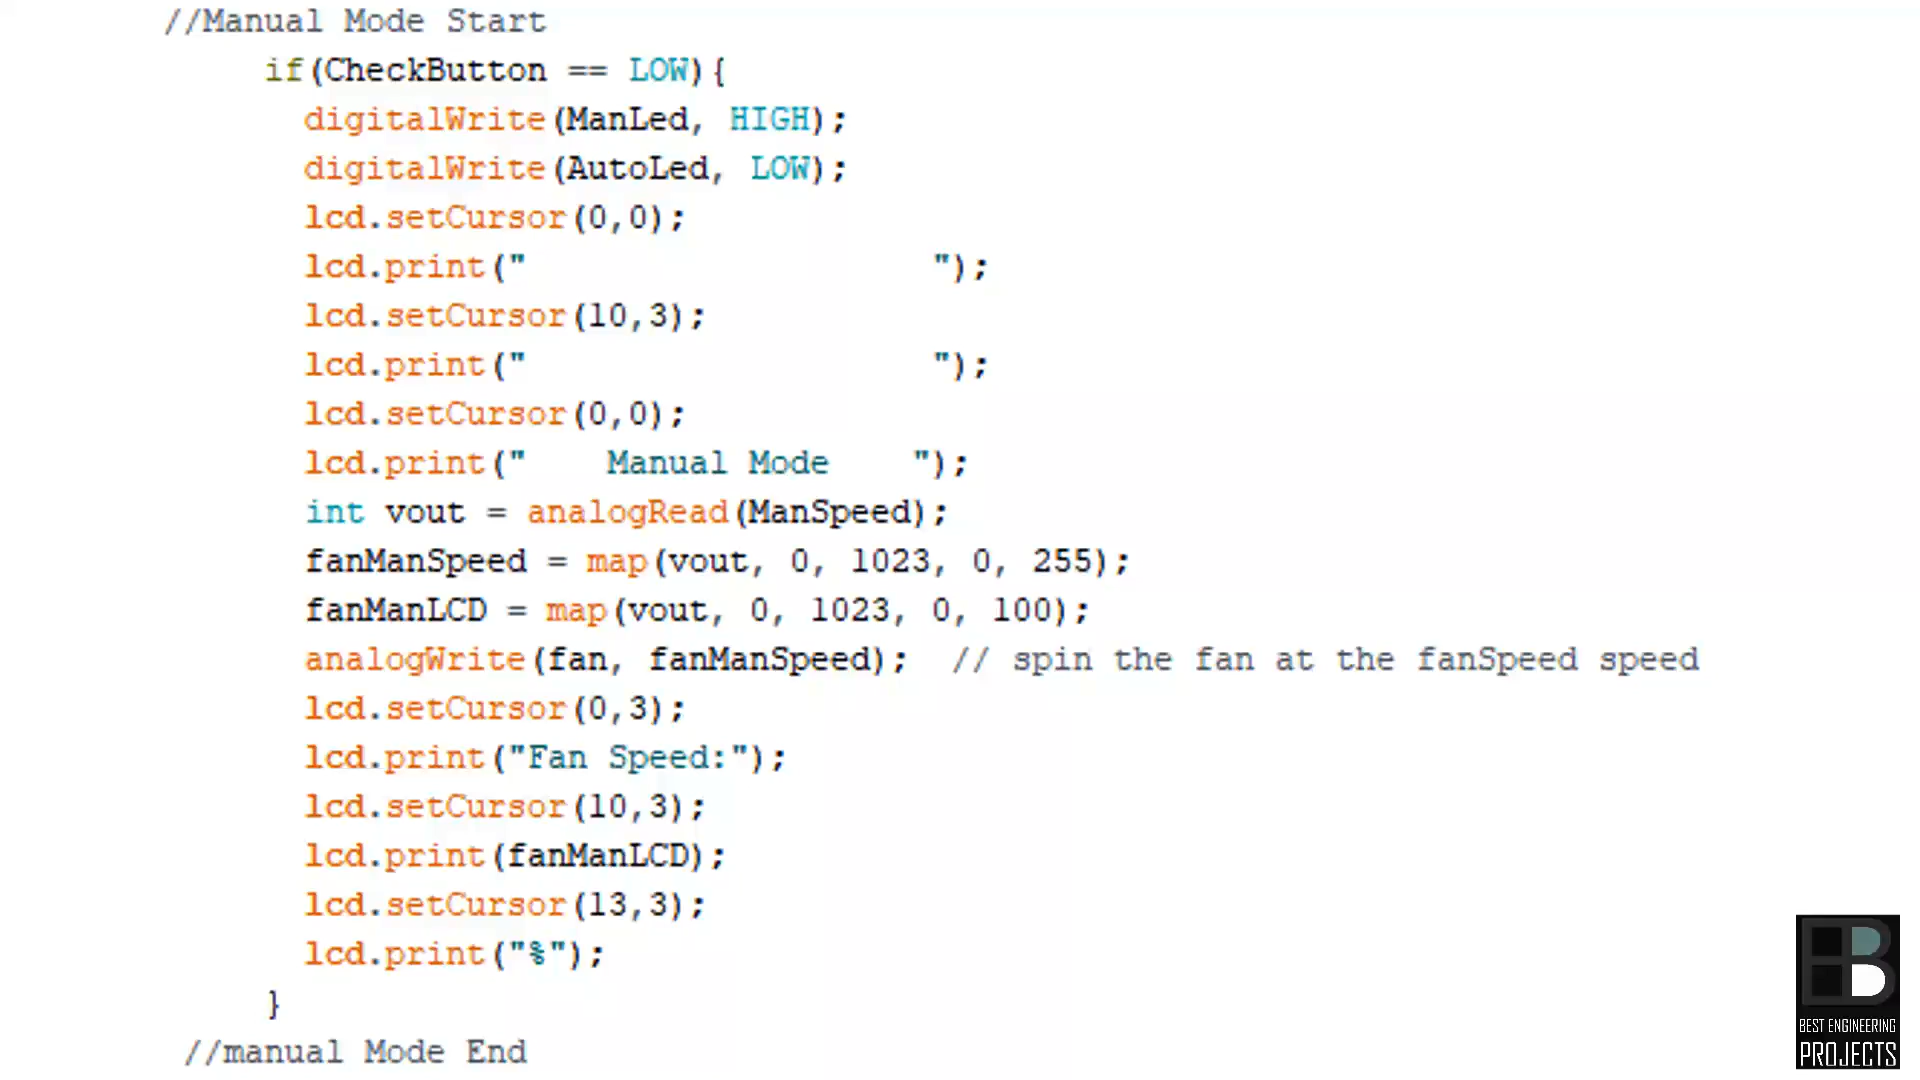 //Manual Mode Start
if(CheckButton == LOW){
digitalWrite(ManLed, HIGH);
digitalWrite(AutoLed, LOW);
lcd.setCursor(0,0);
lcd.print("                    ");
lcd.setCursor(10,3);
lcd.print("                    ");
lcd.setCursor(0,0);
lcd.print("    Manual Mode    ");
int vout = analogRead(ManSpeed);
fanManSpeed = map(vout, 0, 1023, 0, 255);
fanManLCD = map(vout, 0, 1023, 0, 100);
analogWrite(fan, fanManSpeed);  // spin the fan at the fanSpeed speed
lcd.setCursor(0,3);
lcd.print("Fan Speed:");
lcd.setCursor(10,3);
lcd.print(fanManLCD);
lcd.setCursor(13,3);
lcd.print("%");
}
//manual Mode End
BEST ENGINEERING
PROJECTS